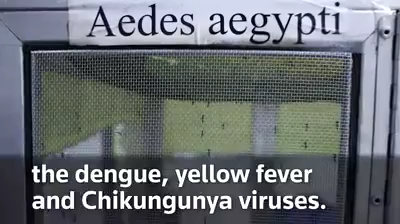 Aedes aegypti
the dengue, yellow fever
and Chikungunya viruses.